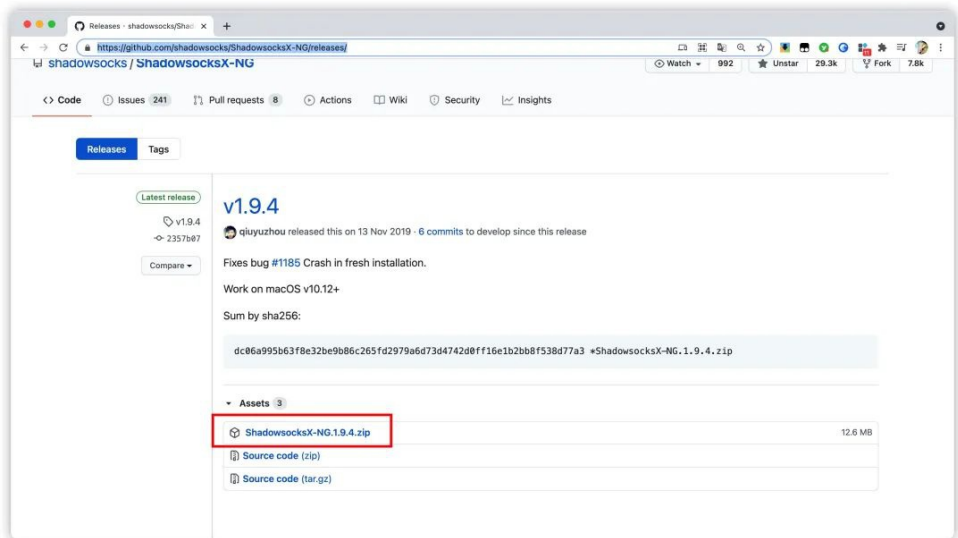 Releases · shadowsocks/Shad
https://github.com/shadowsocks/ShadowsocksX-NG/releases/
shadowsocks / ShadowsocksX-NG
Watch 992 Unstar 29.3k Fork 7.8k
Code Issues 241 Pull requests 8 Actions Wiki Security Insights
Releases Tags
Latest release
v1.9.4
2357b07
Compare
v1.9.4
qiuyuzhou released this on 13 Nov 2019 · 6 commits to develop since this release
Fixes bug #1185 Crash in fresh installation.
Work on macOS v10.12+
Sum by sha256:
dc06a995b63f8e32be9b86c265fd2979a6d73d4742d0ff16e1b2bb8f538d77a3 *ShadowsocksX-NG.1.9.4.zip
Assets 3
ShadowsocksX-NG.1.9.4.zip 12.6 MB
Source code (zip)
Source code (tar.gz)